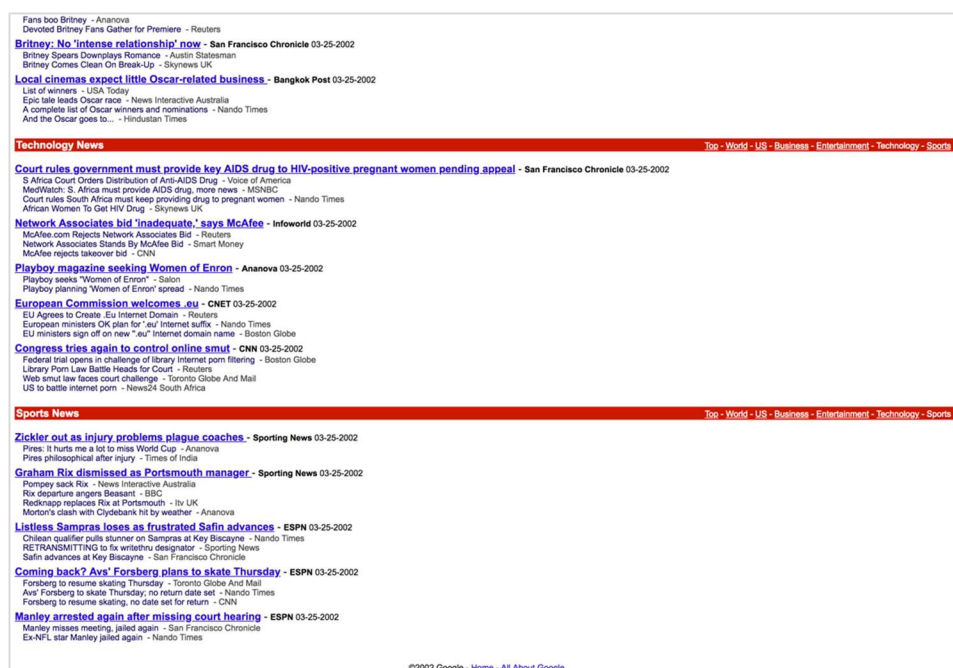 Fans boo Britney - Ananova
Devoted Britney Fans Gather for Premiere - Reuters
Britney: No 'intense relationship' now - San Francisco Chronicle 03-25-2002
Britney Spears Downplays Romance - Austin Statesman
Britney Comes Clean On Break-Up - Skynews UK
Local cinemas expect little Oscar-related business - Bangkok Post 03-25-2002
List of winners - USA Today
Epic tale leads Oscar race - News Interactive Australia
A complete list of Oscar winners and nominations - Nando Times
And the Oscar goes to... - Hindustan Times
Technology News Top - World - US - Business - Entertainment - Technology - Sports
Court rules government must provide key AIDS drug to HIV-positive pregnant women pending appeal - San Francisco Chronicle 03-25-2002
S Africa Court Orders Distribution of Anti-AIDS Drug - Voice of America
MedWatch: S. Africa must provide AIDS drug, more news - MSNBC
Court rules South Africa must keep providing drug to pregnant women - Nando Times
African Women To Get HIV Drug - Skynews UK
Network Associates bid 'inadequate,' says McAfee - Infoworld 03-25-2002
McAfee.com Rejects Network Associates Bid - Reuters
Network Associates Stands By McAfee Bid - Smart Money
McAfee rejects takeover bid - CNN
Playboy magazine seeking Women of Enron - Ananova 03-25-2002
Playboy seeks "Women of Enron" - Salon
Playboy planning 'Women of Enron' spread - Nando Times
European Commission welcomes .eu - CNET 03-25-2002
EU Agrees to Create .Eu Internet Domain - Reuters
European ministers OK plan for '.eu' Internet suffix - Nando Times
EU ministers sign off on new ".eu" Internet domain name - Boston Globe
Congress tries again to control online smut - CNN 03-25-2002
Federal trial opens in challenge of library Internet porn filtering - Boston Globe
Library Porn Law Battle Heads for Court - Reuters
Web smut law faces court challenge - Toronto Globe And Mail
US to battle internet porn - News24 South Africa
Sports News Top - World - US - Business - Entertainment - Technology - Sports
Zickler out as injury problems plague coaches - Sporting News 03-25-2002
Pires: It hurts me a lot to miss World Cup - Ananova
Pires philosophical after injury - Times of India
Graham Rix dismissed as Portsmouth manager - Sporting News 03-25-2002
Pompey sack Rix - News Interactive Australia
Rix departure angers Beasant - BBC
Redknapp replaces Rix at Portsmouth - Itv UK
Morton's clash with Clydebank hit by weather - Ananova
Listless Sampras loses as frustrated Safin advances - ESPN 03-25-2002
Chilean qualifier pulls stunner on Sampras at Key Biscayne - Nando Times
RETRANSMITTING to fix writethru designator - Sporting News
Safin advances at Key Biscayne - San Francisco Chronicle
Coming back? Avs' Forsberg plans to skate Thursday - ESPN 03-25-2002
Forsberg to resume skating Thursday - Toronto Globe And Mail
Avs' Forsberg to skate Thursday; no return date set - Nando Times
Forsberg to resume skating, no date set for return - CNN
Manley arrested again after missing court hearing - ESPN 03-25-2002
Manley misses meeting, jailed again - San Francisco Chronicle
Ex-NFL star Manley jailed again - Nando Times
©2002 Google - Home - All About Google